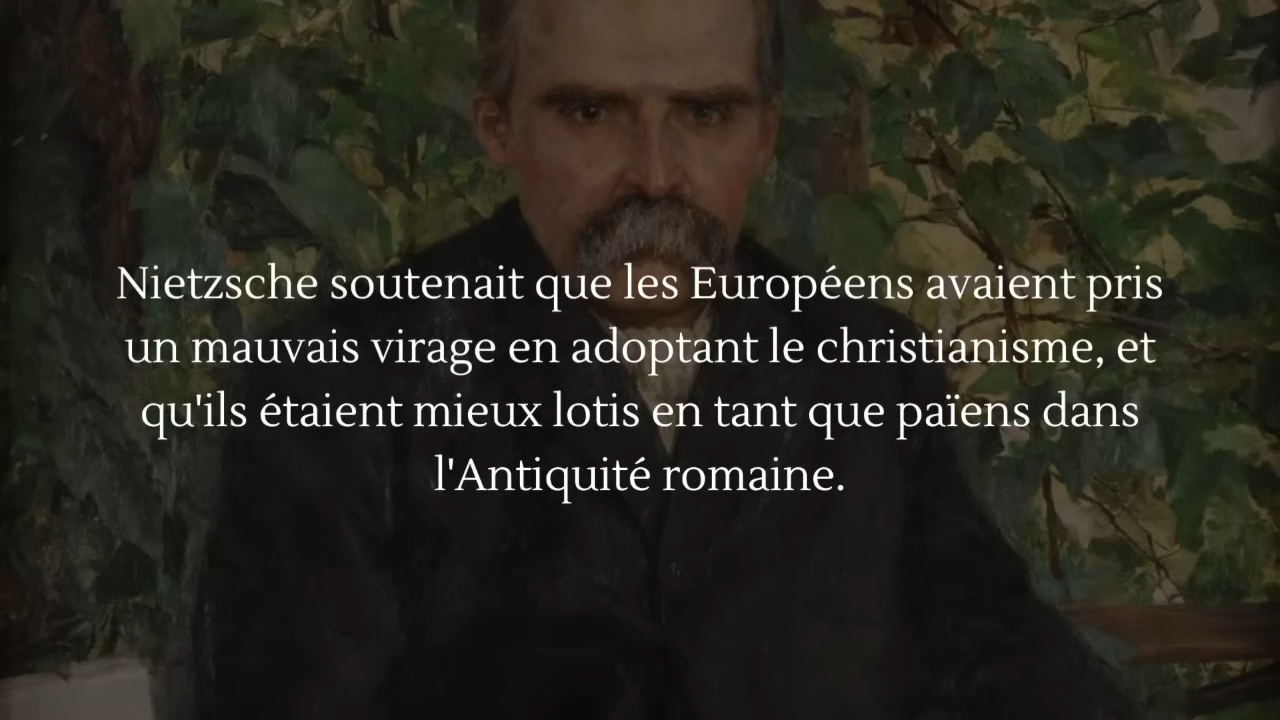 Nietzsche soutenait que les Européens avaient pris
un mauvais virage en adoptant le christianisme, et
qu'ils étaient mieux lotis en tant que païens dans
l'Antiquité romaine.